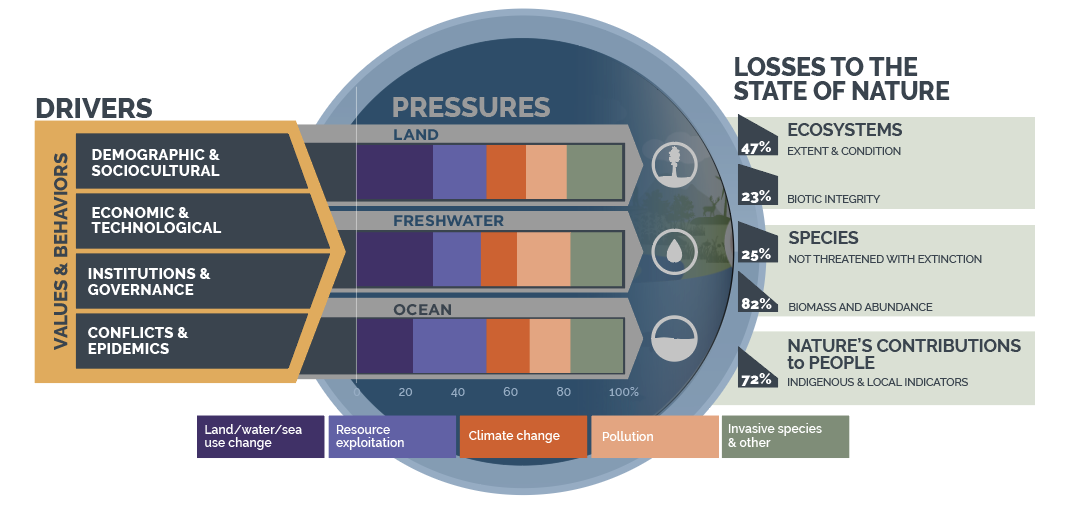 DRIVERS
VALUES & BEHAVIORS
DEMOGRAPHIC &
SOCIOCULTURAL
ECONOMIC &
TECHNOLOGICAL
INSTITUTIONS &
GOVERNANCE
CONFLICTS &
EPIDEMICS
PRESSURES
LAND
FRESHWATER
OCEAN
0 20 40 60 80 100%
LOSSES TO THE
STATE OF NATURE
ECOSYSTEMS
47% EXTENT & CONDITION
23% BIOTIC INTEGRITY
SPECIES
25% NOT THREATENED WITH EXTINCTION
82% BIOMASS AND ABUNDANCE
NATURE'S CONTRIBUTIONS
to PEOPLE
72% INDIGENOUS & LOCAL INDICATORS
Land/water/sea
use change
Resource
exploitation
Climate change
Pollution
Invasive species
& other